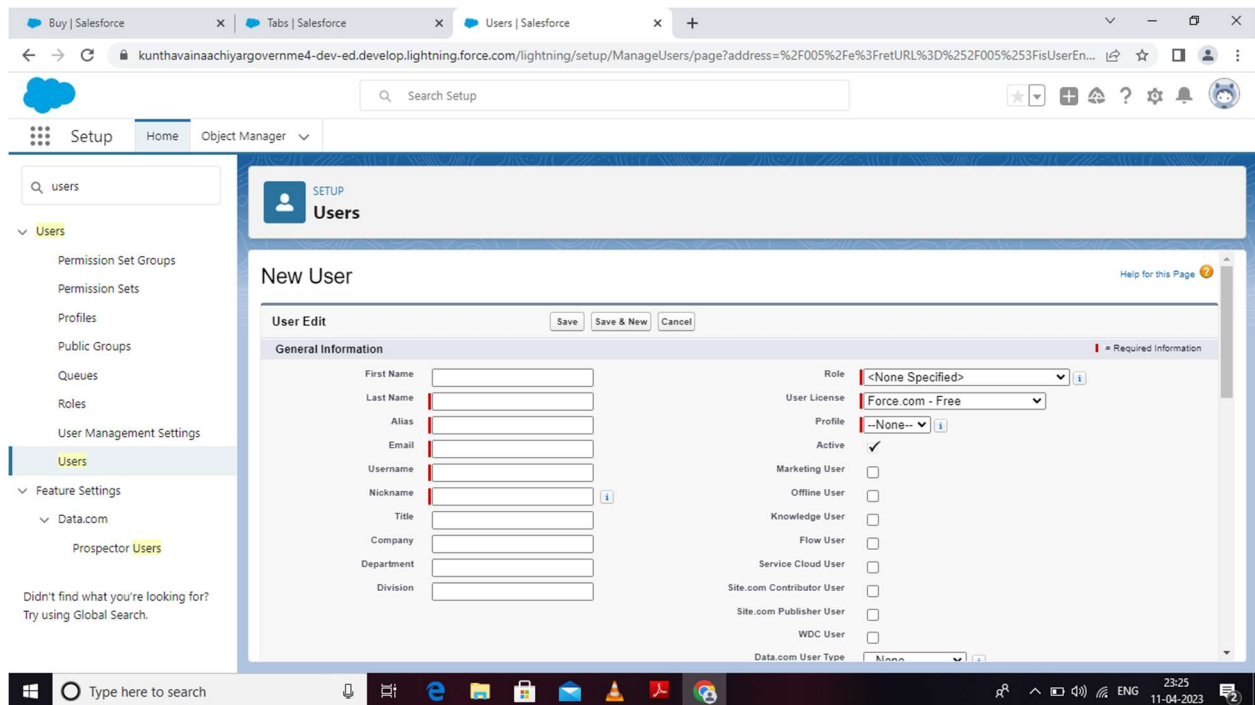 Buy | Salesforce
Tabs | Salesforce
Users | Salesforce
kunthavainaachiyargovernme4-dev-ed.develop.lightning.force.com/lightning/setup/ManageUsers/page?address=%2F005%2Fe%3FretURL%3D%252F005%253FisUserEn...
Search Setup
Setup
Home
Object Manager
users
Users
Permission Set Groups
Permission Sets
Profiles
Public Groups
Queues
Roles
User Management Settings
Users
Feature Settings
Data.com
Prospector Users
Didn't find what you're looking for?
Try using Global Search.
SETUP
Users
New User
Help for this Page
User Edit
Save
Save & New
Cancel
General Information
= Required Information
First Name
Last Name
Alias
Email
Username
Nickname
Title
Company
Department
Division
Role
<None Specified>
User License
Force.com - Free
Profile
--None--
Active
Marketing User
Offline User
Knowledge User
Flow User
Service Cloud User
Site.com Contributor User
Site.com Publisher User
WDC User
Data.com User Type
--None--
Type here to search
ENG
23:25
11-04-2023
2